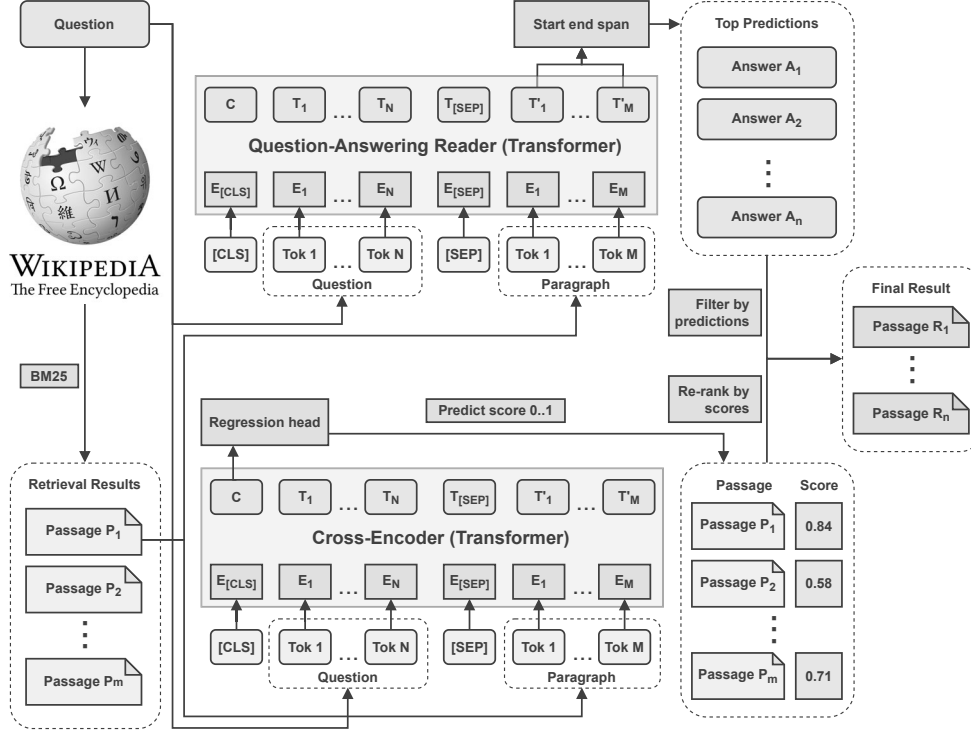 Question
Start end span
Top Predictions
Answer A1
Answer A2
Answer An
C T1 ... TN T[SEP] T'1 ... T'M
Question-Answering Reader (Transformer)
E[CLS] E1 ... EN E[SEP] E1 ... EM
[CLS] Tok 1 ... Tok N [SEP] Tok 1 ... Tok M
Question
Paragraph
Ω W И 維
WIKIPEDIA
The Free Encyclopedia
BM25
Filter by
predictions
Re-rank by
scores
Final Result
Passage R1
Passage Rn
Regression head
Predict score 0..1
Retrieval Results
Passage P1
Passage P2
Passage Pm
C T1 ... TN T[SEP] T'1 ... T'M
Cross-Encoder (Transformer)
E[CLS] E1 ... EN E[SEP] E1 ... EM
[CLS] Tok 1 ... Tok N [SEP] Tok 1 ... Tok M
Question
Paragraph
Passage Score
Passage P1 0.84
Passage P2 0.58
Passage Pm 0.71